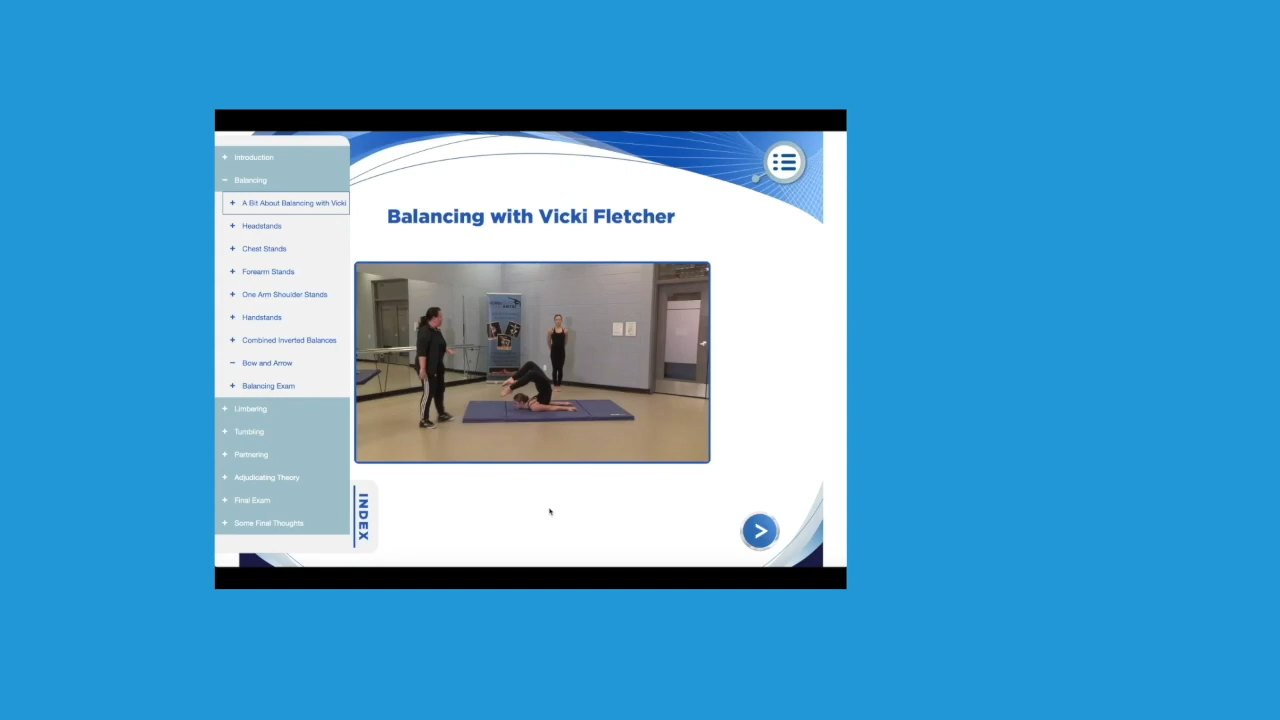 Introduction
Balancing
A Bit About Balancing with Vicki
Headstands
Chest Stands
Forearm Stands
One Arm Shoulder Stands
Handstands
Combined Inverted Balances
Bow and Arrow
Balancing Exam
Limbering
Tumbling
Partnering
Adjudicating Theory
Final Exam
Some Final Thoughts
INDEX
Balancing with Vicki Fletcher